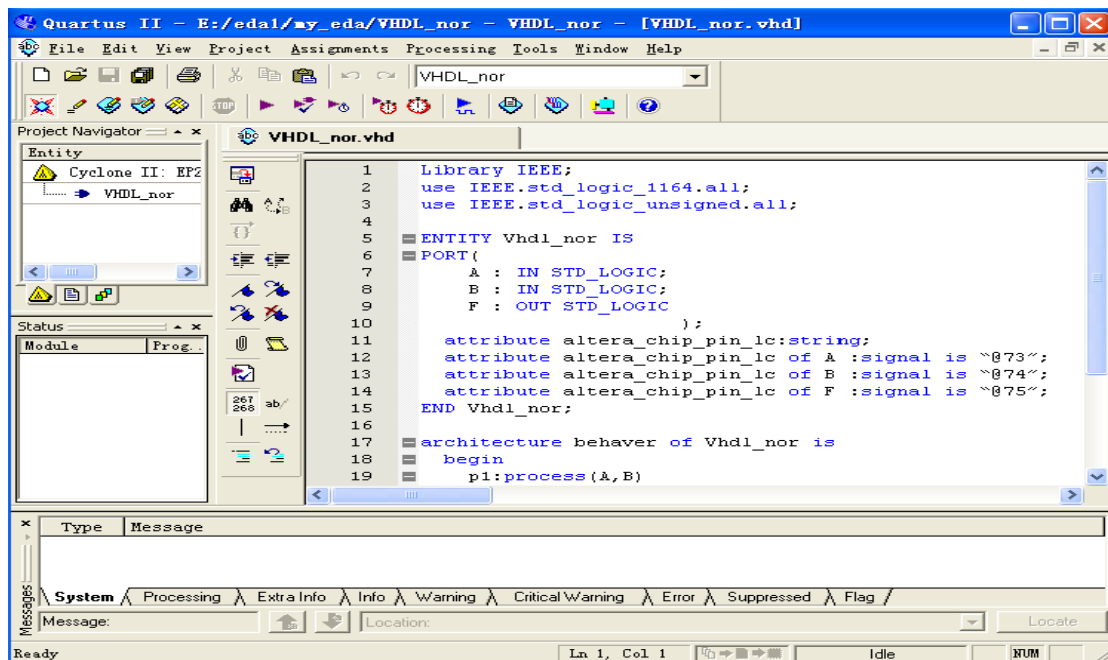 Quartus II - E:/eda1/my_eda/VHDL_nor - VHDL_nor - [VHDL_nor.vhd]
abc File Edit View Project Assignments Processing Tools Window Help
VHDL_nor
STOP
Project Navigator
Entity
Cyclone II: EP2
VHDL_nor
Status
Module Prog..
abc VHDL_nor.vhd
267
268 ab/
1 Library IEEE;
2 use IEEE.std_logic_1164.all;
3 use IEEE.std_logic_unsigned.all;
4
5 ENTITY Vhdl_nor IS
6 PORT(
7 A : IN STD_LOGIC;
8 B : IN STD_LOGIC;
9 F : OUT STD_LOGIC
10 );
11 attribute altera_chip_pin_lc:string;
12 attribute altera_chip_pin_lc of A :signal is "@73";
13 attribute altera_chip_pin_lc of B :signal is "@74";
14 attribute altera_chip_pin_lc of F :signal is "@75";
15 END Vhdl_nor;
16
17 architecture behaver of Vhdl_nor is
18 begin
19 p1:process(A,B)
Type Message
System Processing Extra Info Info Warning Critical Warning Error Suppressed Flag
Messages
Message: Location: Locate
Ready Ln 1, Col 1 Idle NUM